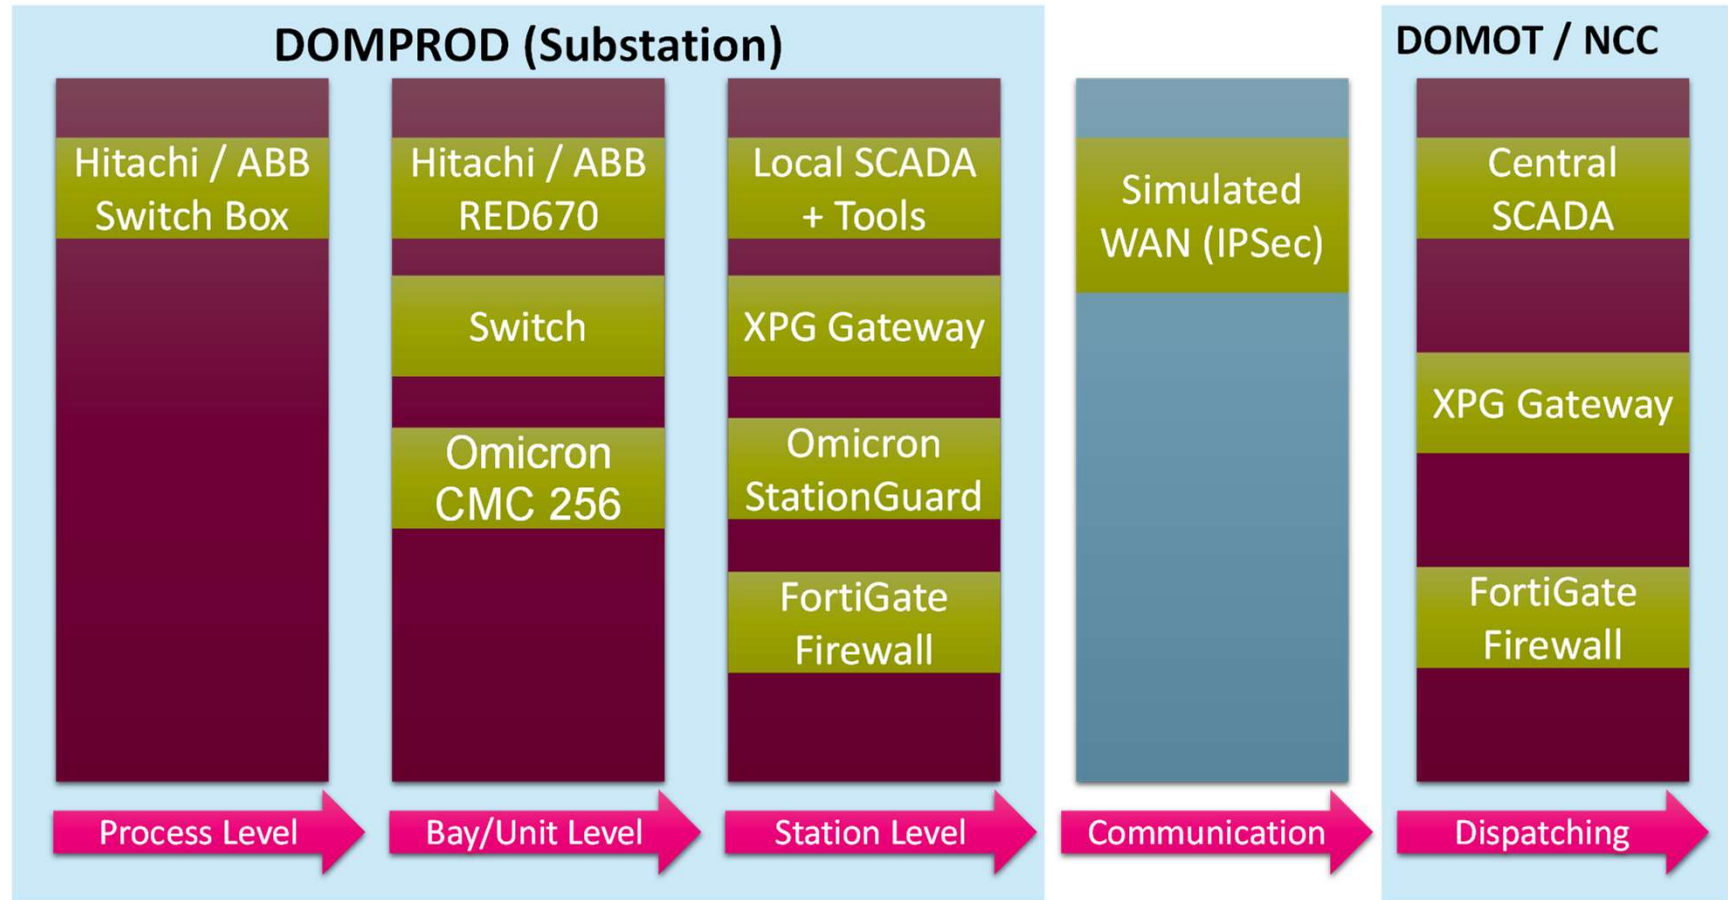 DOMPROD (Substation)
DOMOT / NCC
Hitachi / ABB
Switch Box
Hitachi / ABB
RED670
Switch
Omicron
CMC 256
Local SCADA
+ Tools
XPG Gateway
Omicron
StationGuard
FortiGate
Firewall
Simulated
WAN (IPSec)
Central
SCADA
XPG Gateway
FortiGate
Firewall
Process Level
Bay/Unit Level
Station Level
Communication
Dispatching